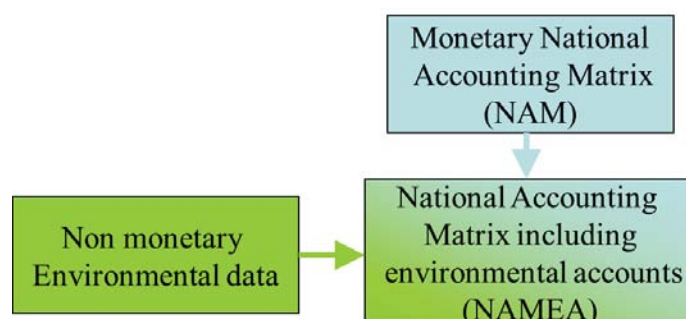 Monetary National
Accounting Matrix
(NAM)
Non monetary
Environmental data
National Accounting
Matrix including
environmental accounts
(NAMEA)